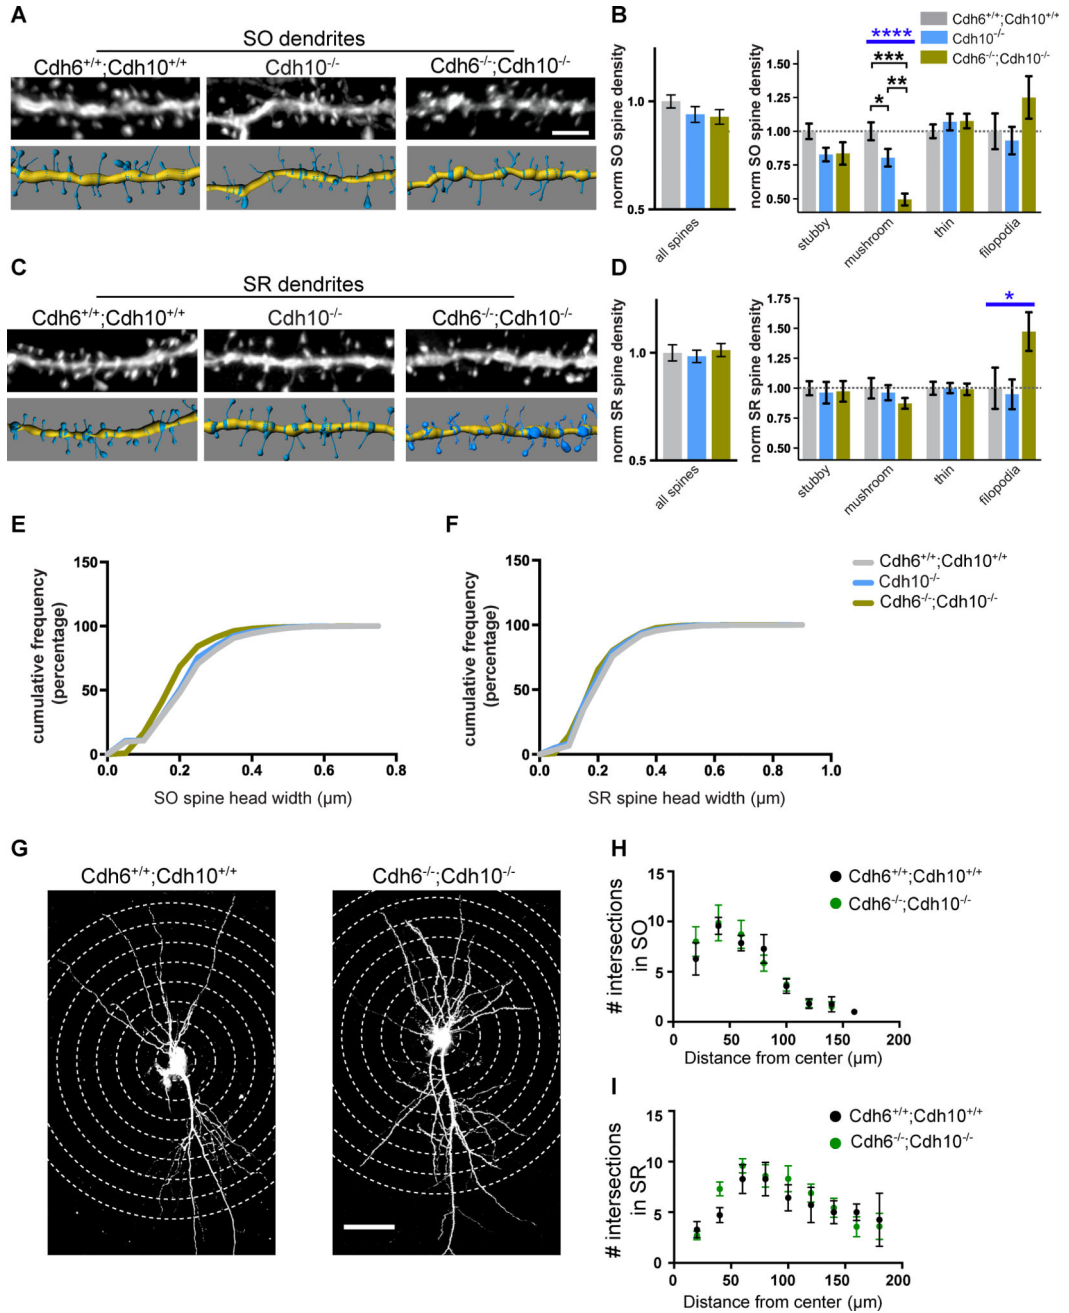 A
SO dendrites
Cdh6+/+;Cdh10+/+
Cdh10-/-
Cdh6-/-;Cdh10-/-
B
norm SO spine density
1.0
0.5
all spines
norm SO spine density
1.50
1.25
1.00
0.75
0.50
****
***
**
*
stubby
mushroom
thin
filopodia
Cdh6+/+;Cdh10+/+
Cdh10-/-
Cdh6-/-;Cdh10-/-
C
SR dendrites
Cdh6+/+;Cdh10+/+
Cdh10-/-
Cdh6-/-;Cdh10-/-
D
norm SR spine density
1.0
0.5
all spines
norm SR spine density
1.75
1.50
1.25
1.00
0.75
0.50
*
stubby
mushroom
thin
filopodia
E
cumulative frequency
(percentage)
150
100
50
0
0.0
0.2
0.4
0.6
0.8
SO spine head width (µm)
F
cumulative frequency
(percentage)
150
100
50
0
0.0
0.2
0.4
0.6
0.8
1.0
SR spine head width (µm)
Cdh6+/+;Cdh10+/+
Cdh10-/-
Cdh6-/-;Cdh10-/-
G
Cdh6+/+;Cdh10+/+
Cdh6-/-;Cdh10-/-
H
# intersections
in SO
15
10
5
0
0
50
100
150
200
Distance from center (µm)
Cdh6+/+;Cdh10+/+
Cdh6-/-;Cdh10-/-
I
# intersections
in SR
15
10
5
0
0
50
100
150
200
Distance from center (µm)
Cdh6+/+;Cdh10+/+
Cdh6-/-;Cdh10-/-